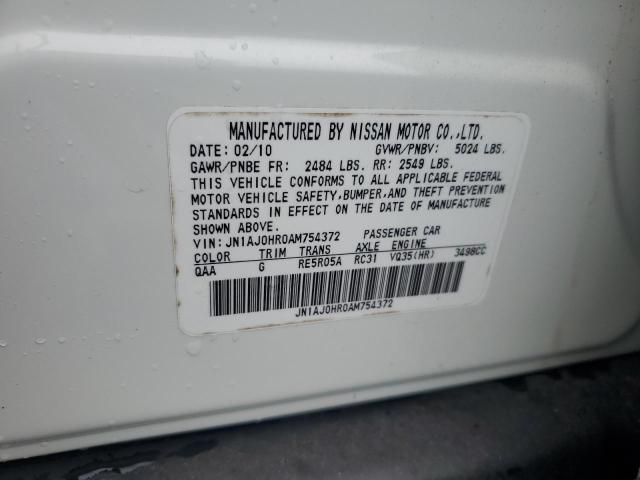 MANUFACTURED BY NISSAN MOTOR CO.,LTD.
DATE: 02/10 GVWR/PNBV: 5024 LBS.
GAWR/PNBE FR: 2484 LBS. RR: 2549 LBS.
THIS VEHICLE CONFORMS TO ALL APPLICABLE FEDERAL
MOTOR VEHICLE SAFETY,BUMPER,AND THEFT PREVENTION
STANDARDS IN EFFECT ON THE DATE OF MANUFACTURE
SHOWN ABOVE.
VIN: JN1AJ0HR0AM754372 PASSENGER CAR
COLOR TRIM TRANS AXLE ENGINE
QAA G RE5R05A RC31 VQ35(HR) 3498CC
JN1AJ0HR0AM754372